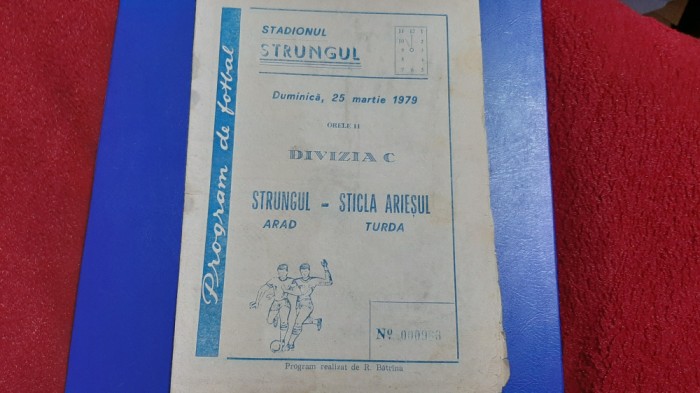 Program de fotbal
STADIONUL
STRUNGUL
Duminică, 25 martie 1979
ORELE 11
DIVIZIA C
STRUNGUL - STICLA ARIEȘUL
ARAD TURDA
Nº
Program realizat de R. Bătrîna